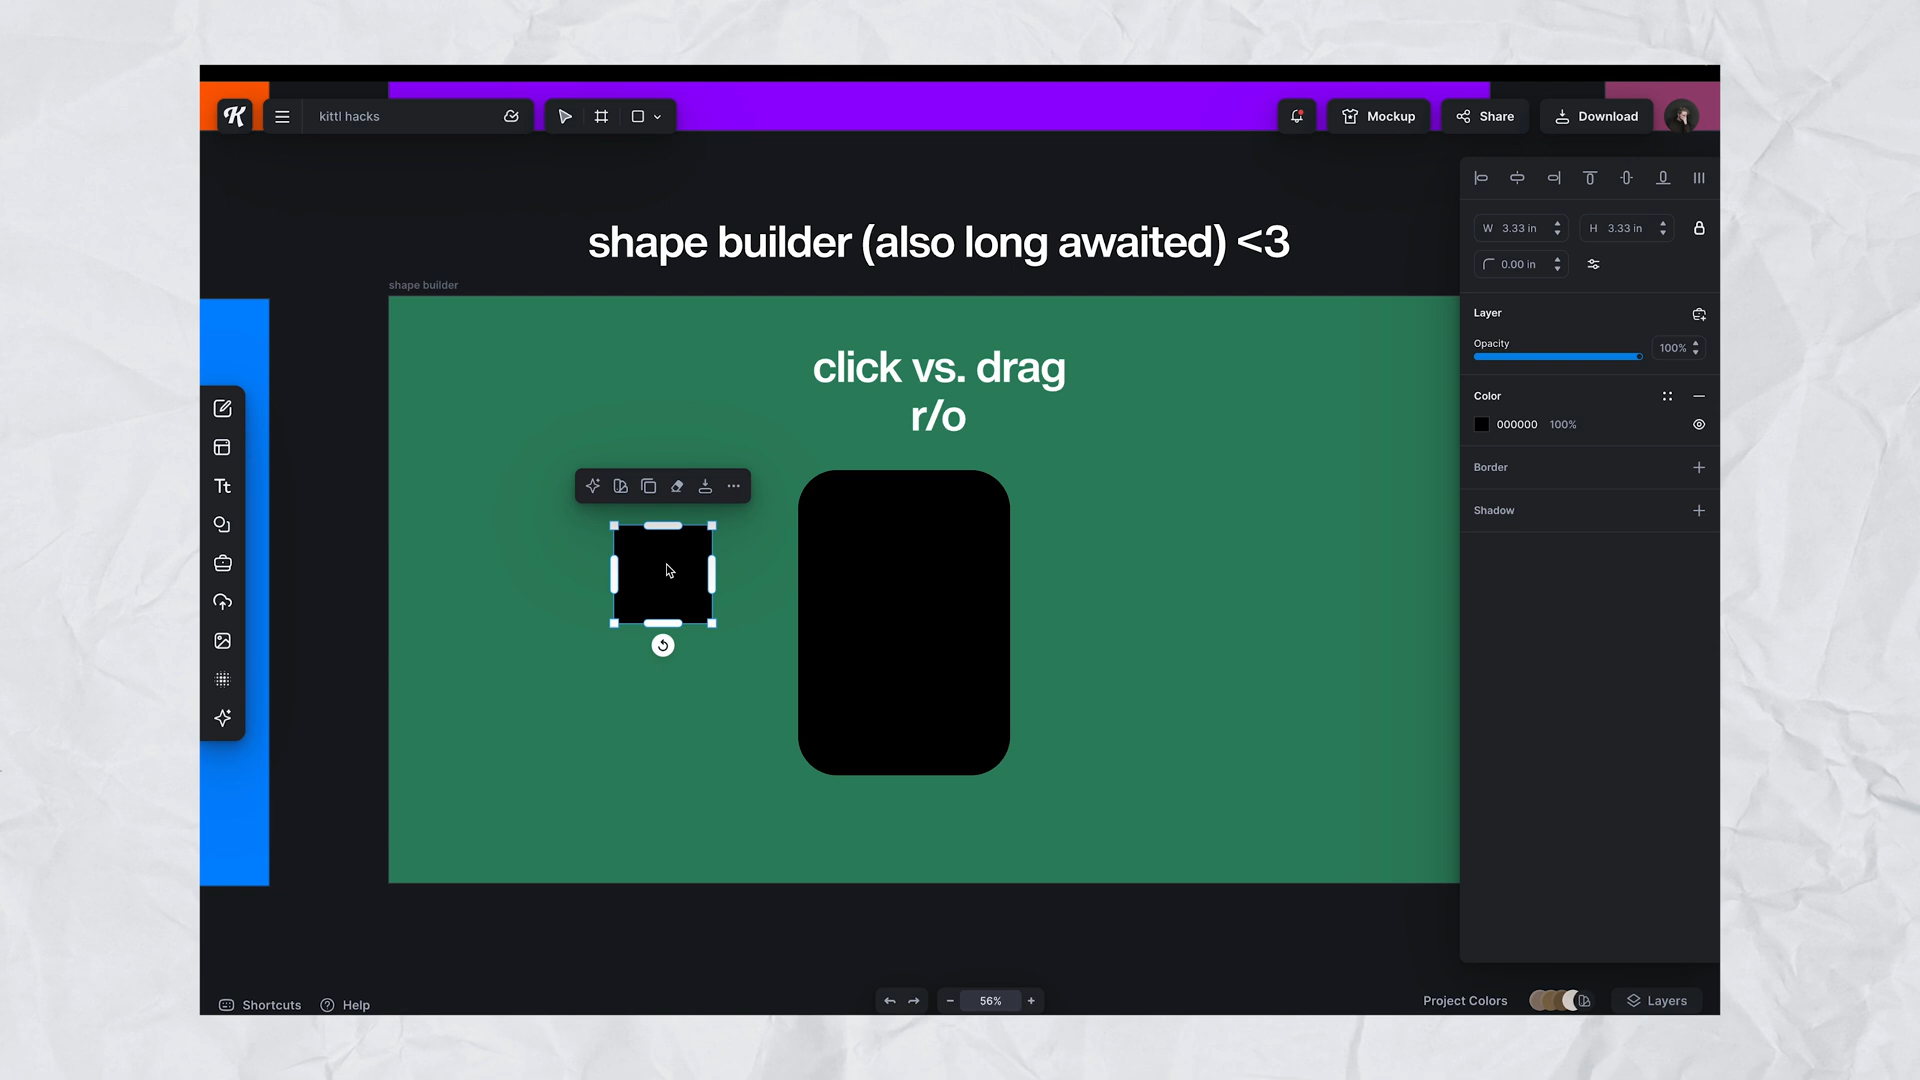 kittl hacks
Mockup
Share
Download
W 3.33 in
H 3.33 in
0.00 in
shape builder (also long awaited) <3
shape builder
Layer
Opacity
100%
click vs. drag
r/o
Color
000000 100%
Border
Shadow
Tt
Shortcuts
Help
56%
Project Colors
Layers